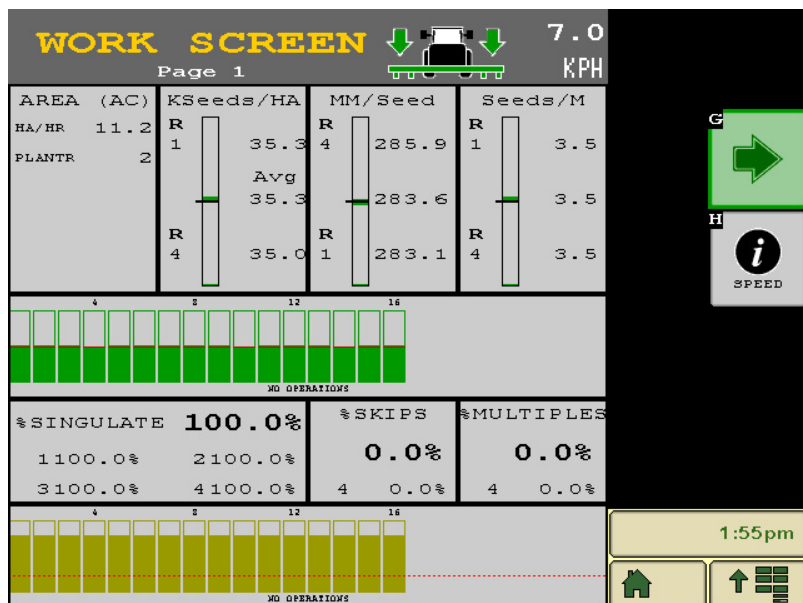 WORK SCREEN
Page 1
7.0
KPH
AREA (AC)
HA/HR 11.2
PLANTR 2
KSeeds/HA
R
1 35.3
Avg
35.3
R
4 35.0
MM/Seed
R
4 285.9
283.6
R
1 283.1
Seeds/M
R
1 3.5
3.5
R
4 3.5
G
H
i
SPEED
4 8 12 16
NO OPERATIONS
%SINGULATE 100.0%
1100.0% 2100.0%
3100.0% 4100.0%
%SKIPS
0.0%
4 0.0%
%MULTIPLES
0.0%
4 0.0%
4 8 12 16
NO OPERATIONS
1:55pm